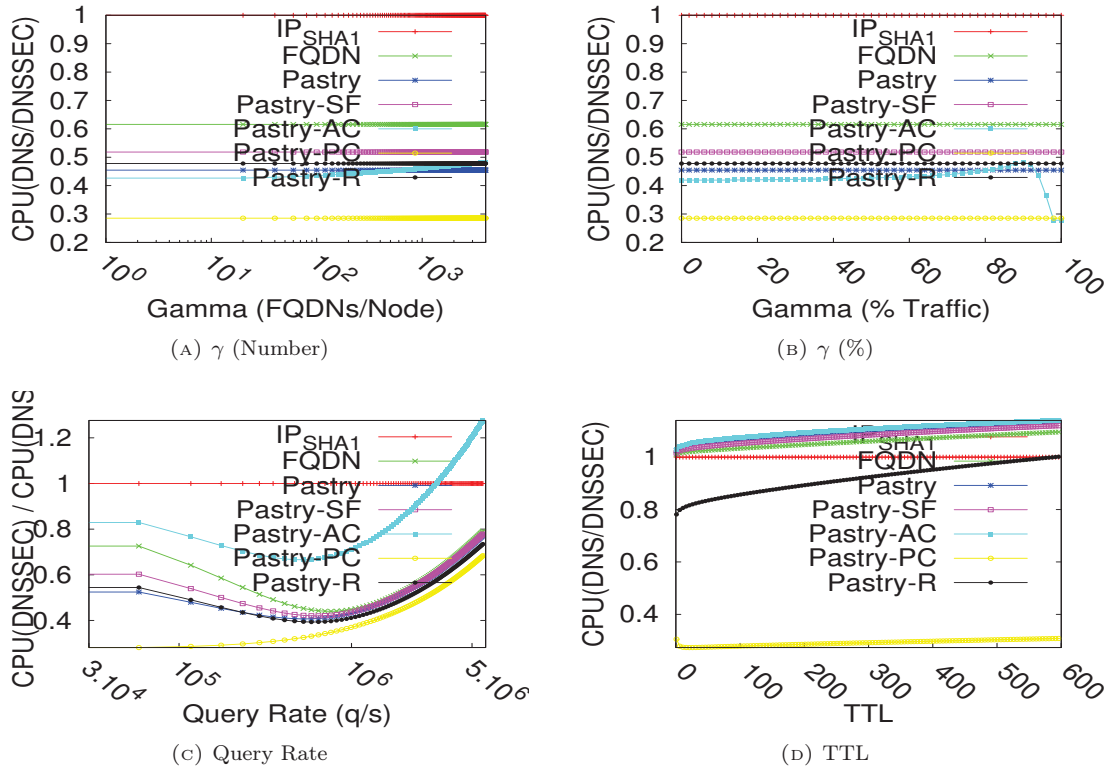 CPU(DNS/DNSSEC)
1
0.9
0.8
0.7
0.6
0.5
0.4
0.3
0.2
IP_SHA1
FQDN
Pastry
Pastry-SF
Pastry-AC
Pastry-PC
Pastry-R
10^0
10^1
10^2
10^3
Gamma (FQDNs/Node)
(A) γ (Number)
CPU(DNS/DNSSEC)
1
0.9
0.8
0.7
0.6
0.5
0.4
0.3
0.2
IP_SHA1
FQDN
Pastry
Pastry-SF
Pastry-AC
Pastry-PC
Pastry-R
0
20
40
60
80
100
Gamma (% Traffic)
(B) γ (%)
CPU(DNSSEC) / CPU(DNS
1.2
1
0.8
0.6
0.4
IP_SHA1
FQDN
Pastry
Pastry-SF
Pastry-AC
Pastry-PC
Pastry-R
3.10^4
10^5
10^6
5.10^6
Query Rate (q/s)
(C) Query Rate
CPU(DNS/DNSSEC)
1
0.8
0.6
0.4
IP_SHA1
FQDN
Pastry
Pastry-SF
Pastry-AC
Pastry-PC
Pastry-R
0
100
200
300
400
500
600
TTL
(D) TTL